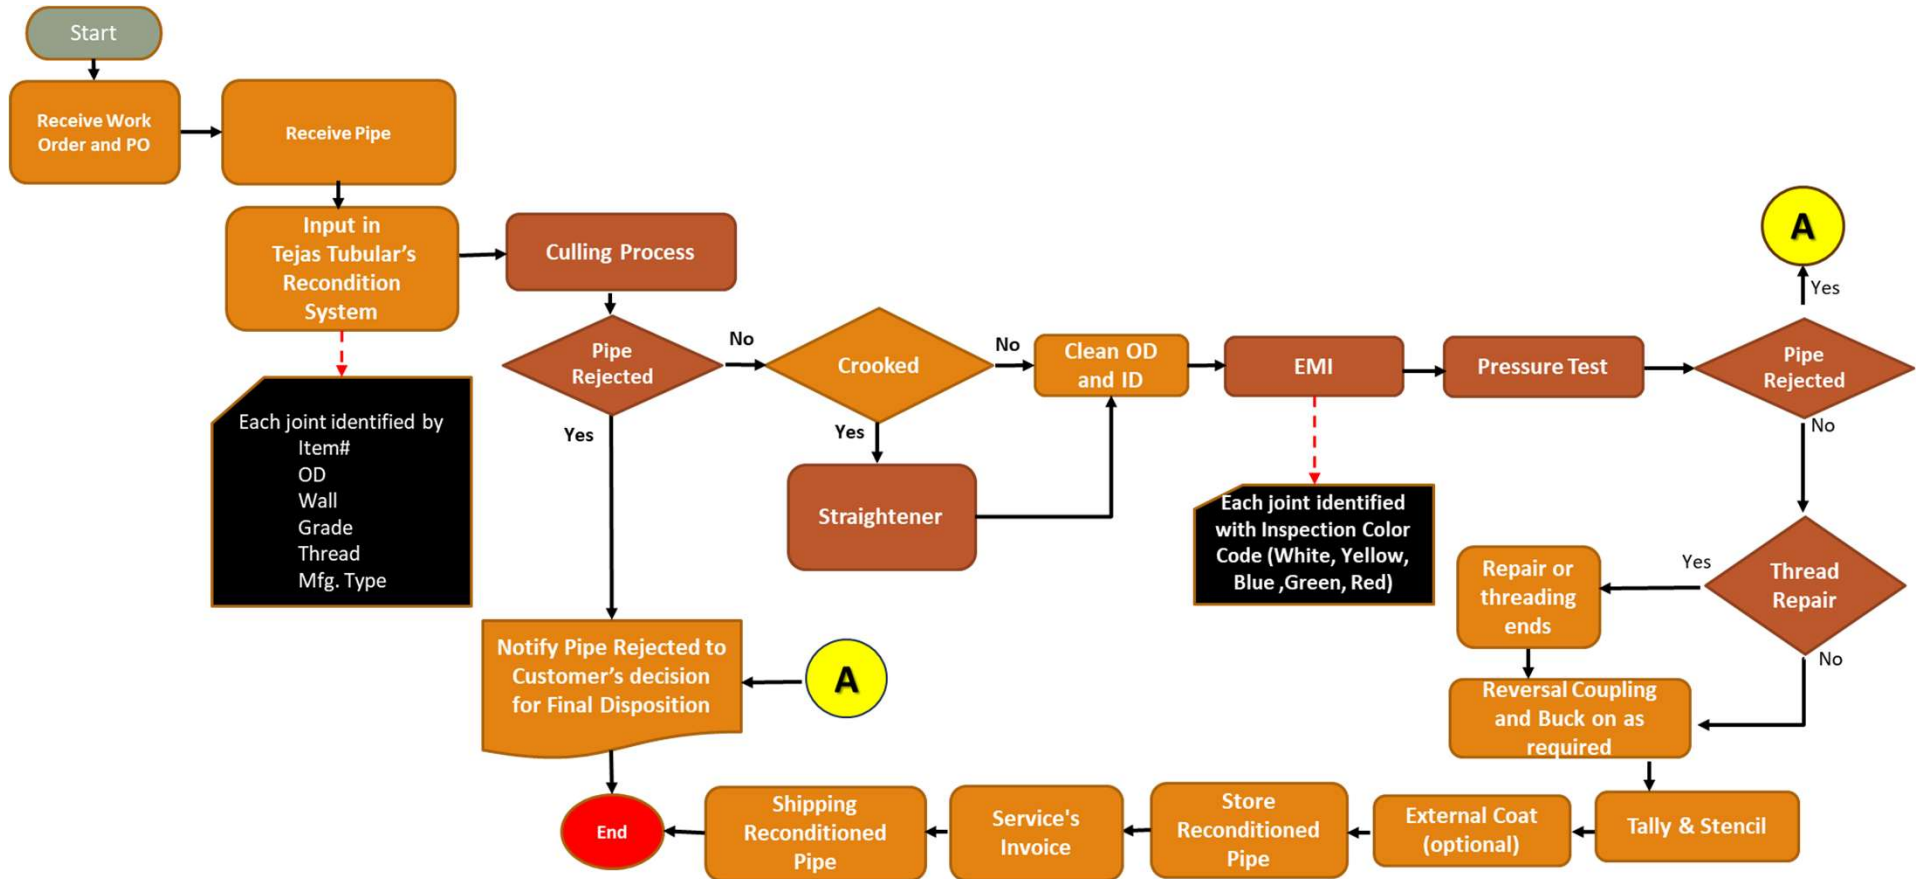 Start
Receive Work
Order and PO
Receive Pipe
Input in
Tejas Tubular's
Recondition
System
Each joint identified by
Item#
OD
Wall
Grade
Thread
Mfg. Type
Culling Process
Pipe
Rejected
No
Yes
Crooked
No
Yes
Straightener
Clean OD
and ID
EMI
Each joint identified
with Inspection Color
Code (White, Yellow,
Blue ,Green, Red)
Pressure Test
Pipe
Rejected
Yes
A
No
Thread
Repair
Yes
No
Repair or
threading
ends
Reversal Coupling
and Buck on as
required
Tally & Stencil
External Coat
(optional)
Store
Reconditioned
Pipe
Service's
Invoice
Shipping
Reconditioned
Pipe
Notify Pipe Rejected to
Customer's decision
for Final Disposition
A
End